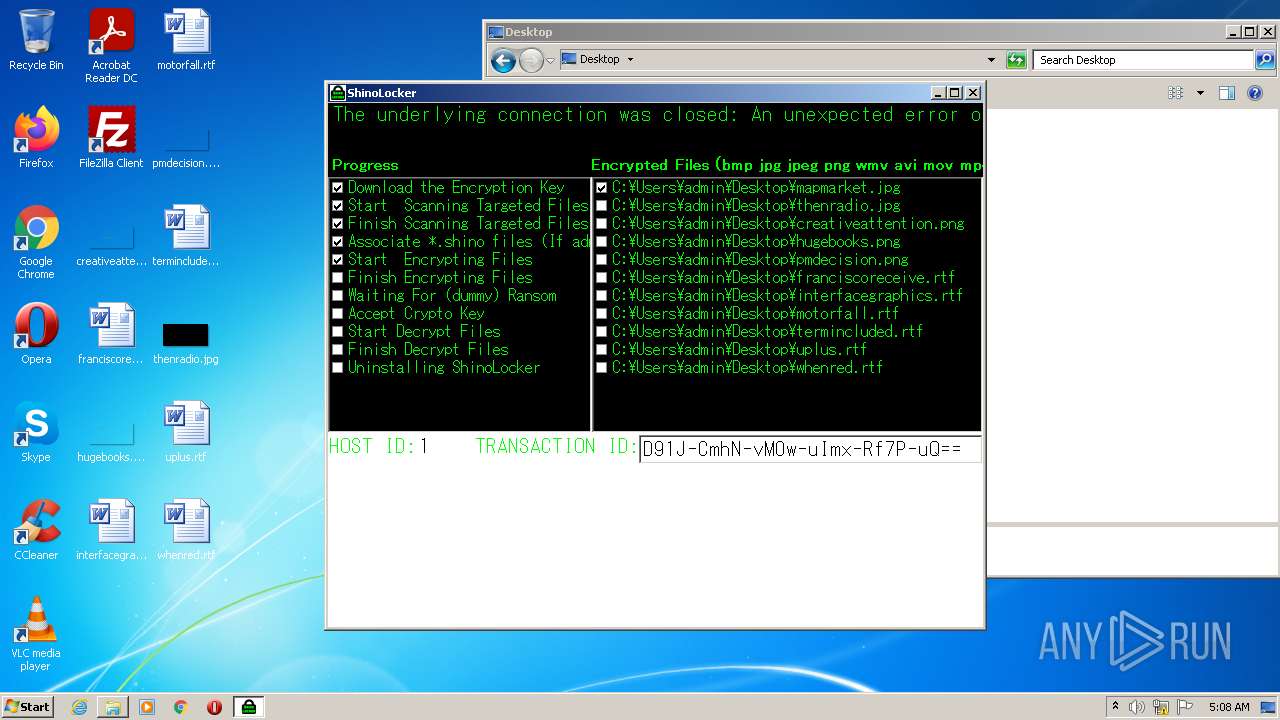 Recycle Bin
Acrobat
Reader DC
motorfall.rtf
Firefox
FileZilla Client
pmdecision....
Google
Chrome
creativeatte...
terminclude...
Opera
franciscore...
thenradio.jpg
Skype
hugebooks....
uplus.rtf
CCleaner
interfacegra...
whenred.rtf
VLC media
player
Desktop
Desktop
Search Desktop
ShinoLocker
The underlying connection was closed: An unexpected error o
Progress
Encrypted Files (bmp jpg jpeg png wmv avi mov mp
Download the Encryption Key
Start Scanning Targeted Files
Finish Scanning Targeted Files
Associate *.shino files (If ad
Start Encrypting Files
Finish Encrypting Files
Waiting For (dummy) Ransom
Accept Crypto Key
Start Decrypt Files
Finish Decrypt Files
Uninstalling ShinoLocker
C:¥Users¥admin¥Desktop¥mapmarket.jpg
C:¥Users¥admin¥Desktop¥thenradio.jpg
C:¥Users¥admin¥Desktop¥creativeattention.png
C:¥Users¥admin¥Desktop¥hugebooks.png
C:¥Users¥admin¥Desktop¥pmdecision.png
C:¥Users¥admin¥Desktop¥franciscoreceive.rtf
C:¥Users¥admin¥Desktop¥interfacegraphics.rtf
C:¥Users¥admin¥Desktop¥motorfall.rtf
C:¥Users¥admin¥Desktop¥termincluded.rtf
C:¥Users¥admin¥Desktop¥uplus.rtf
C:¥Users¥admin¥Desktop¥whenred.rtf
HOST ID: 1 TRANSACTION ID: D91J-CmhN-vMOw-uImx-Rf7P-uQ==
ANY RUN
Start
5:08 AM